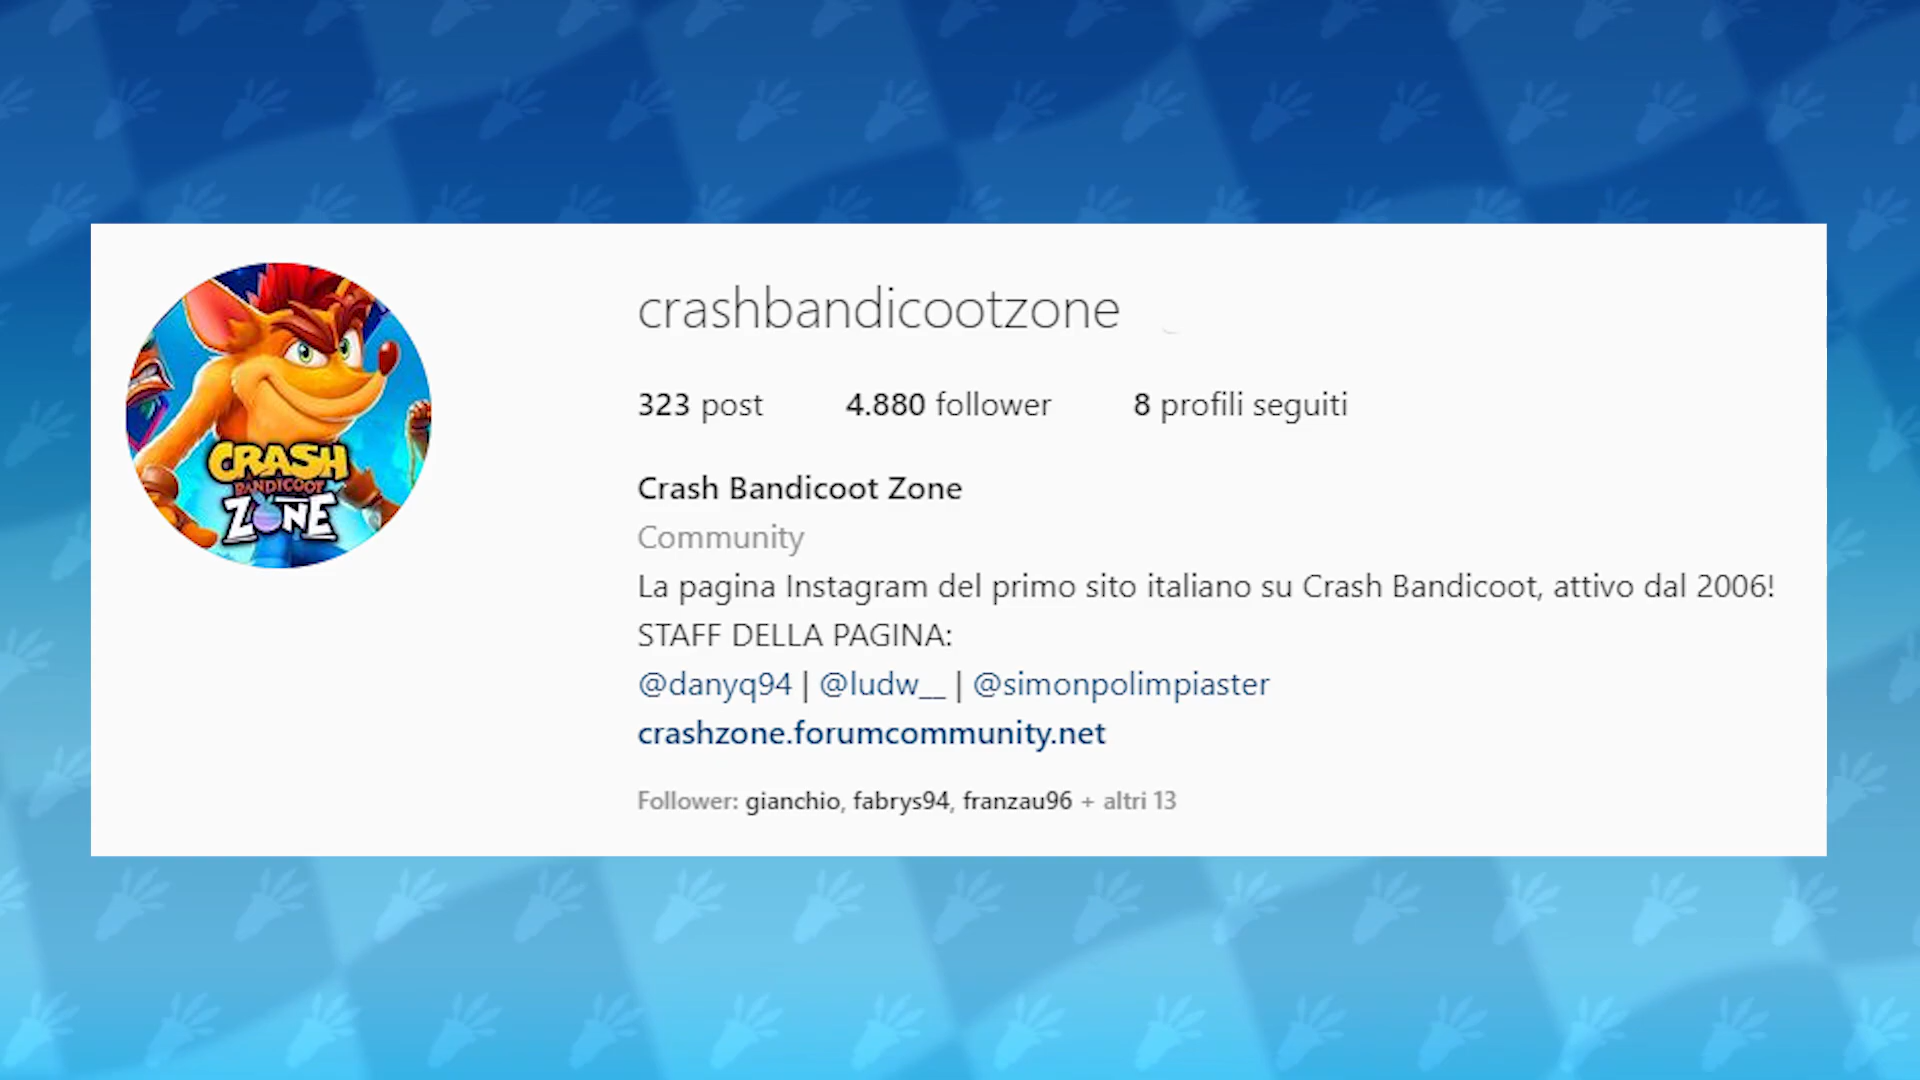 crashbandicootzone
323 post 4.880 follower 8 profili seguiti
CRASH
BANDICOOT
ZONE
Crash Bandicoot Zone
Community
La pagina Instagram del primo sito italiano su Crash Bandicoot, attivo dal 2006!
STAFF DELLA PAGINA:
@danyq94 | @ludw__ | @simonpolimpiaster
crashzone.forumcommunity.net
Follower: gianchio, fabrys94, franzau96 + altri 13